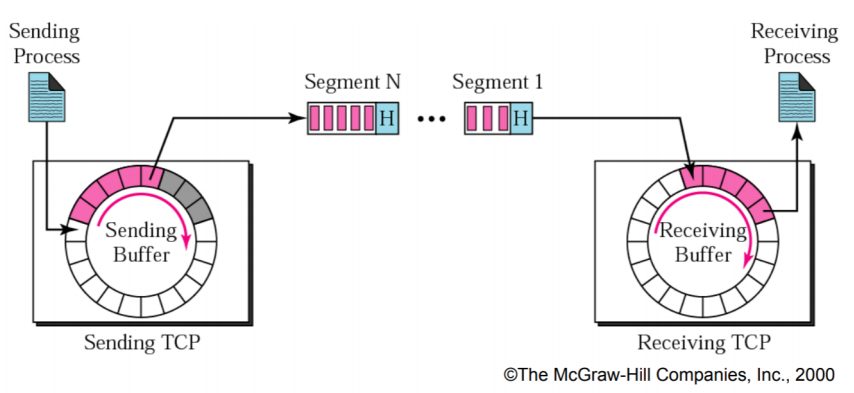 Sending
Process
Receiving
Process
Segment N
Segment 1
H
•••
H
Sending
Buffer
Receiving
Buffer
Sending TCP
Receiving TCP
©The McGraw-Hill Companies, Inc., 2000